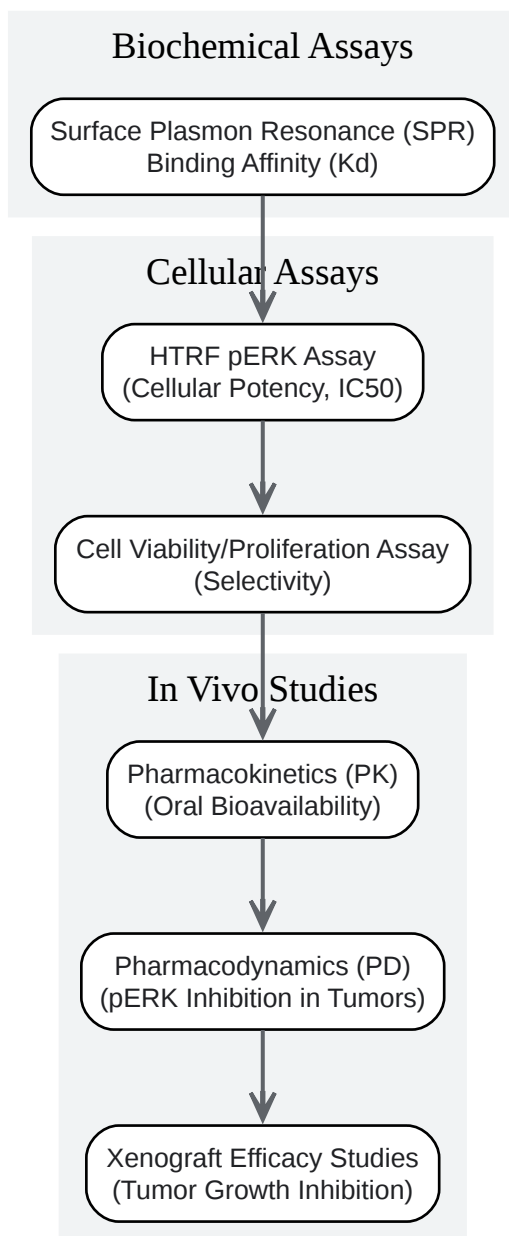 Biochemical Assays
Surface Plasmon Resonance (SPR)
Binding Affinity (Kd)
Cellular Assays
HTRF pERK Assay
(Cellular Potency, IC50)
Cell Viability/Proliferation Assay
(Selectivity)
In Vivo Studies
Pharmacokinetics (PK)
(Oral Bioavailability)
Pharmacodynamics (PD)
(pERK Inhibition in Tumors)
Xenograft Efficacy Studies
(Tumor Growth Inhibition)